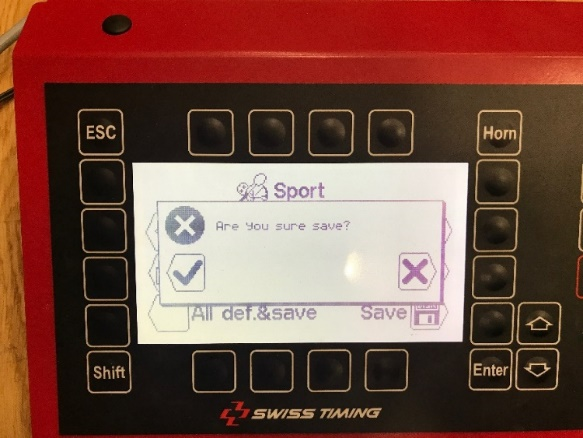 ESC
Horn
Sport
Are you sure save?
All def.&save
Save
Shift
Enter
SWISS TIMING